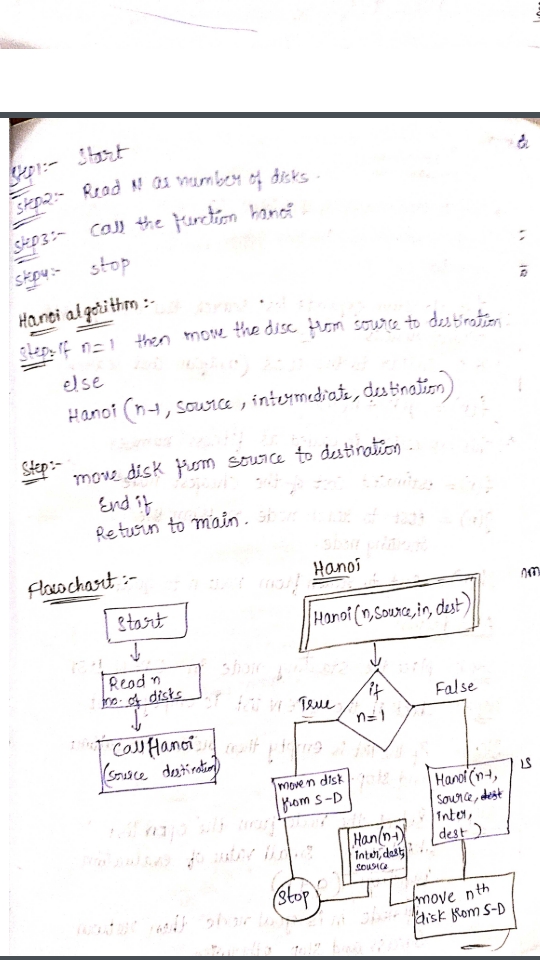 Step1:- Start
Step2:- Read N as number of disks.
Step3:- Call the function hanoi
Step4:- stop
Hanoi algorithm :-
Step:- if n=1 then move the disc from source to destination
else
Hanoi (n-1, source, intermediate, destination)
Step:- move disk from source to destination.
End if
Return to main.
Flowchart :-
Start
Read n
no. of disks
Call Hanoi
(source destination)
Hanoi
Hanoi (n, source, in, dest)
if
n=1
True
False
move n disk
from S-D
Hanoi (n-1,
source, dest
inter,
dest)
Han(n-1)
inter, dest,
source
Stop
move nth
disk from S-D